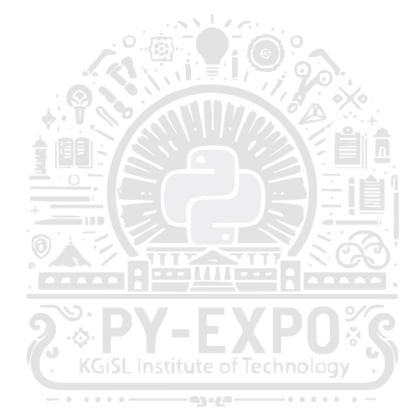 PY-EXPO
KGiSL Institute of Technology